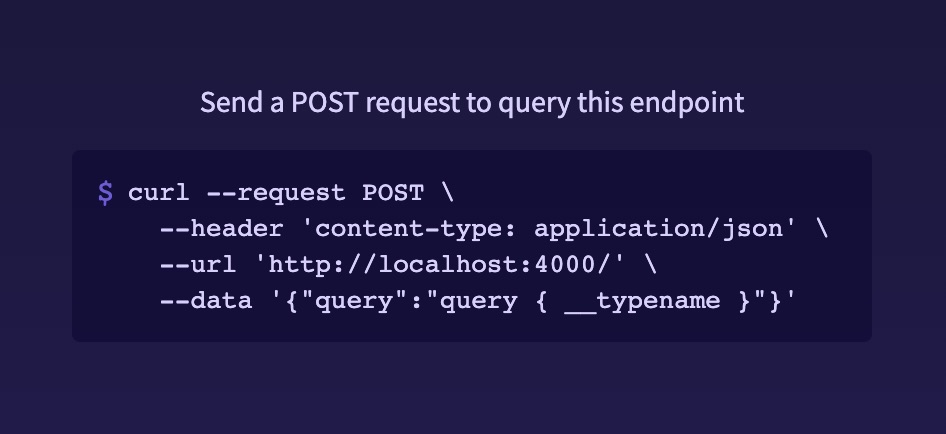 Send a POST request to query this endpoint
$ curl --request POST \
--header 'content-type: application/json' \
--url 'http://localhost:4000/' \
--data '{"query":"query { __typename }"}'